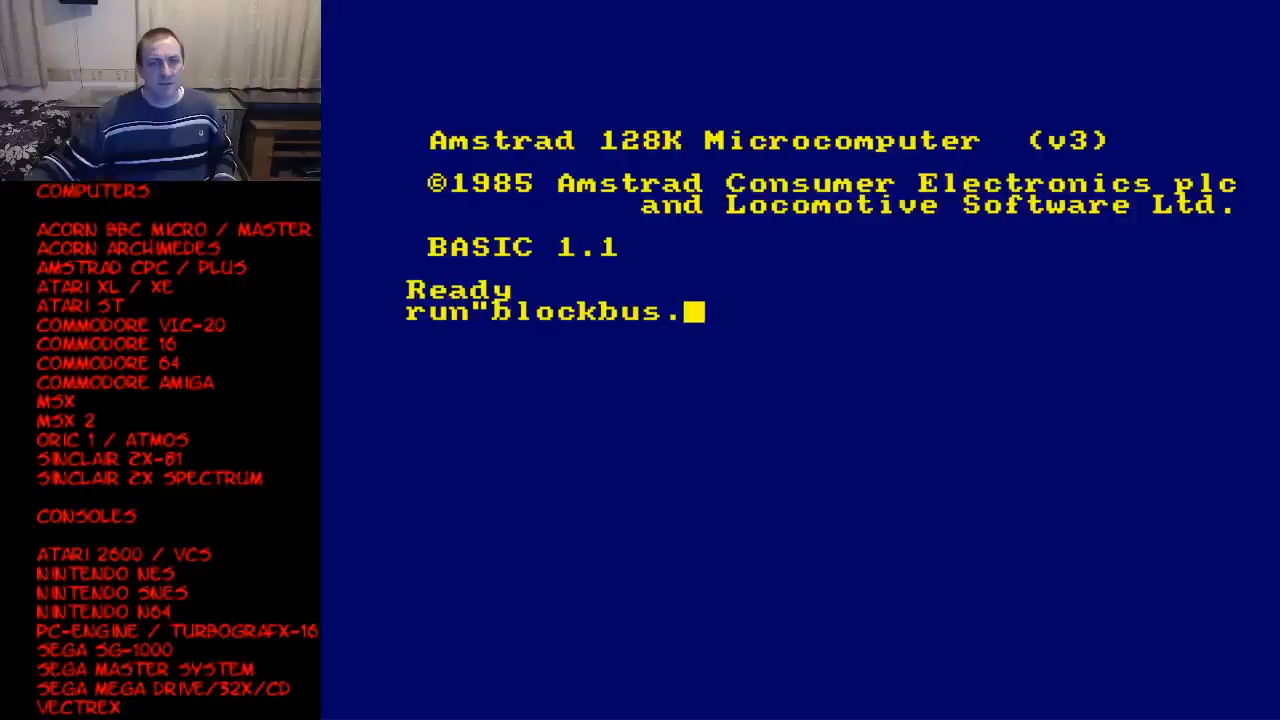 COMPUTERS
ACORN BBC MICRO / MASTER
ACORN ARCHIMEDES
AMSTRAD CPC / PLUS
ATARI XL / XE
ATARI ST
COMMODORE VIC-20
COMMODORE 16
COMMODORE 64
COMMODORE AMIGA
MSX
MSX 2
ORIC 1 / ATMOS
SINCLAIR ZX-81
SINCLAIR ZX SPECTRUM
CONSOLES
ATARI 2600 / VCS
NINTENDO NES
NINTENDO SNES
NINTENDO N64
PC-ENGINE / TURBOGRAFX-16
SEGA SG-1000
SEGA MASTER SYSTEM
SEGA MEGA DRIVE/32X/CD
VECTREX
Amstrad 128K Microcomputer (v3)
©1985 Amstrad Consumer Electronics plc
and Locomotive Software Ltd.
BASIC 1.1
Ready
run"blockbus.